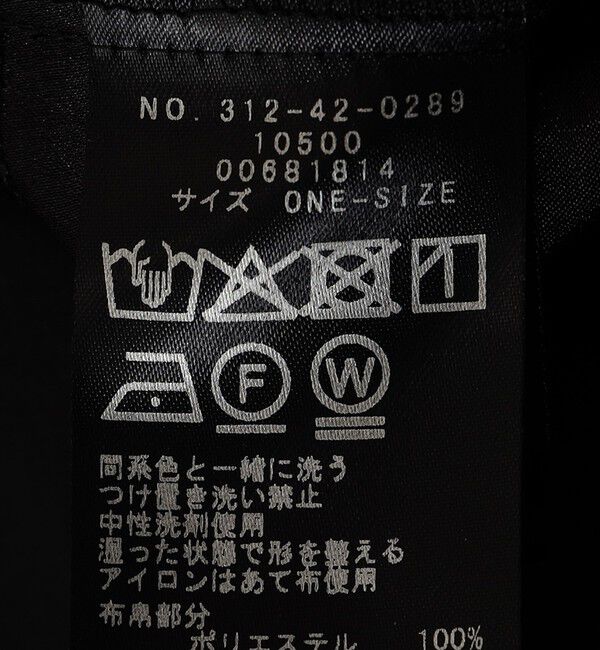 NO. 312-42-0289
10500
00681814
サイズ ONE-SIZE
F W
同系色と一緒に洗う
つけ置き洗い禁止
中性洗剤使用
湿った状態で形を整える
アイロンはあて布使用
布帛部分
ポリエステル 100%